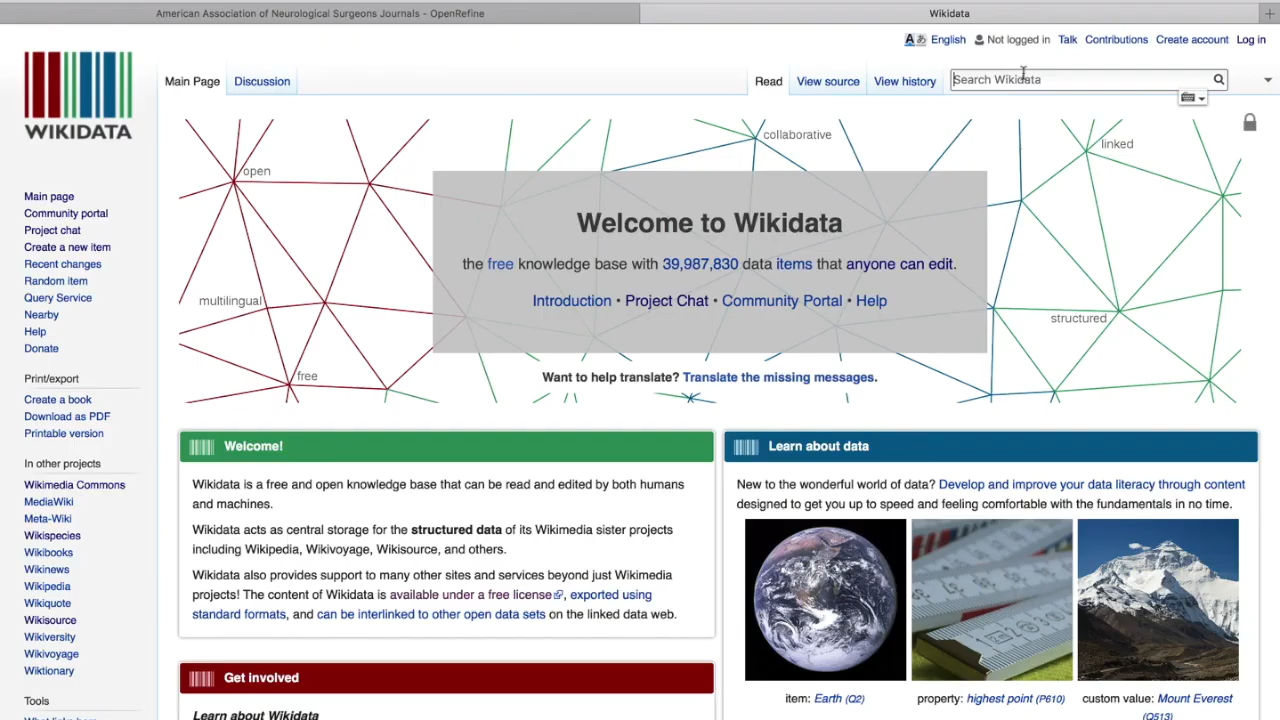 American Association of Neurological Surgeons Journals - OpenRefine
Wikidata
English
Not logged in
Talk
Contributions
Create account
Log in
WIKIDATA
Main Page
Discussion
Read
View source
View history
Search Wikidata
Main page
Community portal
Project chat
Create a new item
Recent changes
Random item
Query Service
Nearby
Help
Donate
Print/export
Create a book
Download as PDF
Printable version
In other projects
Wikimedia Commons
MediaWiki
Meta-Wiki
Wikispecies
Wikibooks
Wikinews
Wikipedia
Wikiquote
Wikisource
Wikiversity
Wikivoyage
Wiktionary
Tools
open
collaborative
linked
multilingual
structured
free
Welcome to Wikidata
the free knowledge base with 39,987,830 data items that anyone can edit.
Introduction • Project Chat • Community Portal • Help
Want to help translate? Translate the missing messages.
Welcome!
Wikidata is a free and open knowledge base that can be read and edited by both humans
and machines.
Wikidata acts as central storage for the structured data of its Wikimedia sister projects
including Wikipedia, Wikivoyage, Wikisource, and others.
Wikidata also provides support to many other sites and services beyond just Wikimedia
projects! The content of Wikidata is available under a free license, exported using
standard formats, and can be interlinked to other open data sets on the linked data web.
Get involved
Learn about Wikidata
Learn about data
New to the wonderful world of data? Develop and improve your data literacy through content
designed to get you up to speed and feeling comfortable with the fundamentals in no time.
item: Earth (Q2)
property: highest point (P610)
custom value: Mount Everest
(Q513)